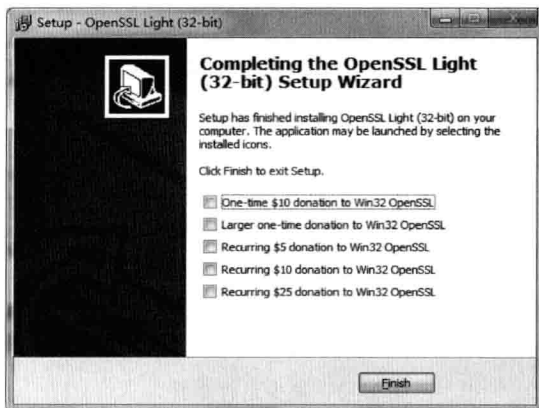 Setup - OpenSSL Light (32-bit)
Completing the OpenSSL Light
(32-bit) Setup Wizard
Setup has finished installing OpenSSL Light (32-bit) on your
computer. The application may be launched by selecting the
installed icons.
Click Finish to exit Setup.
One-time $10 donation to Win32 OpenSSL
Larger one-time donation to Win32 OpenSSL
Recurring $5 donation to Win32 OpenSSL
Recurring $10 donation to Win32 OpenSSL
Recurring $25 donation to Win32 OpenSSL
Finish